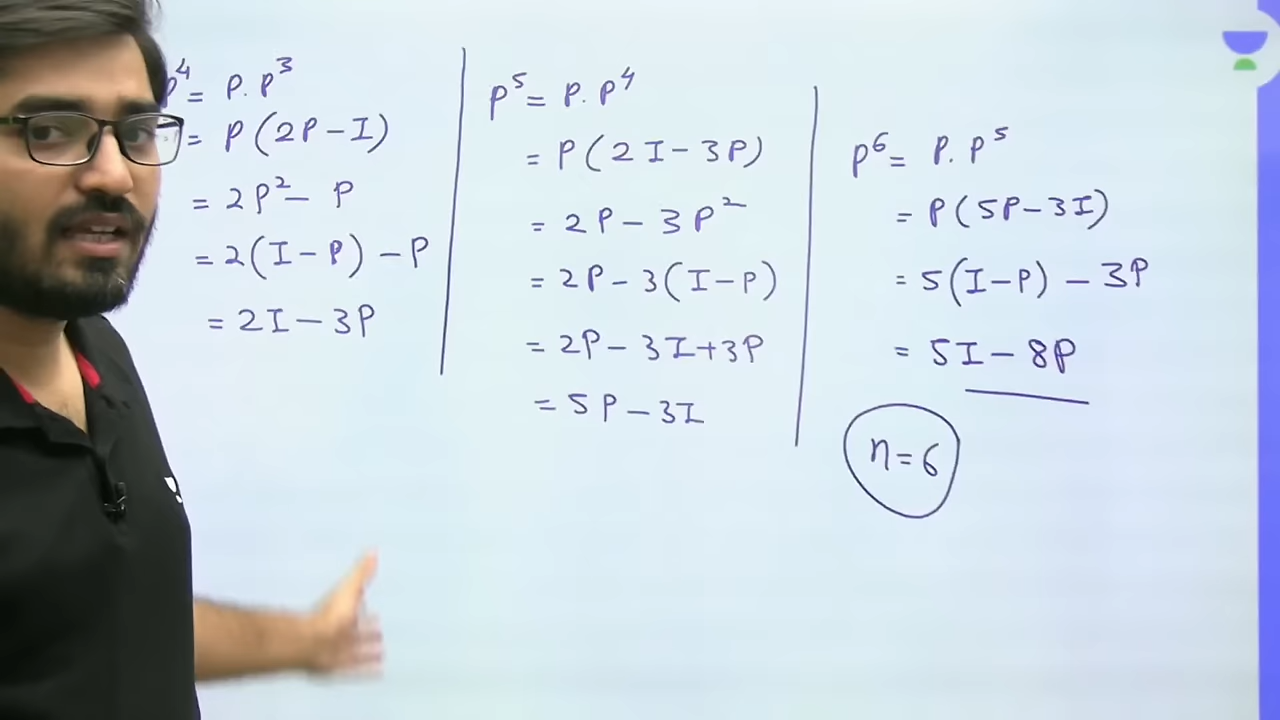 P⁴ = P.P³
= P(2P-I)
= 2P² - P
= 2(I-P) - P
= 2I - 3P
P⁵ = P.P⁴
= P(2I-3P)
= 2P - 3P²
= 2P - 3(I-P)
= 2P - 3I+3P
= 5P - 3I
P⁶ = P.P⁵
= P(5P-3I)
= 5(I-P) - 3P
= 5I - 8P
n=6